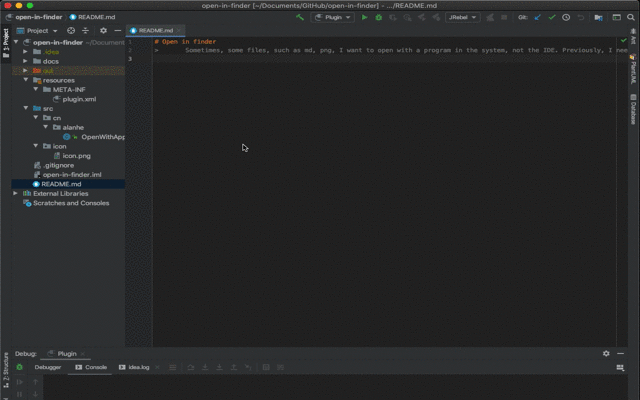 open-in-finder [~/Documents/GitHub/open-in-finder] - .../README.md
open-in-finder README.md Plugin JRebel Git:
Project README.md
1: Project
open-in-finder ~/Documents
.idea
docs
out
resources
META-INF
plugin.xml
src
cn
alanhe
OpenWithApp
icon
icon.png
.gitignore
open-in-finder.iml
README.md
External Libraries
Scratches and Consoles
1 # Open in finder
2 > Sometimes, some files, such as md, png, I want to open with a program in the system, not the IDE. Previously, I nee
3
Ant
PlantUML
Database
Z: Structure
Debug: Plugin
Debugger Console idea.log